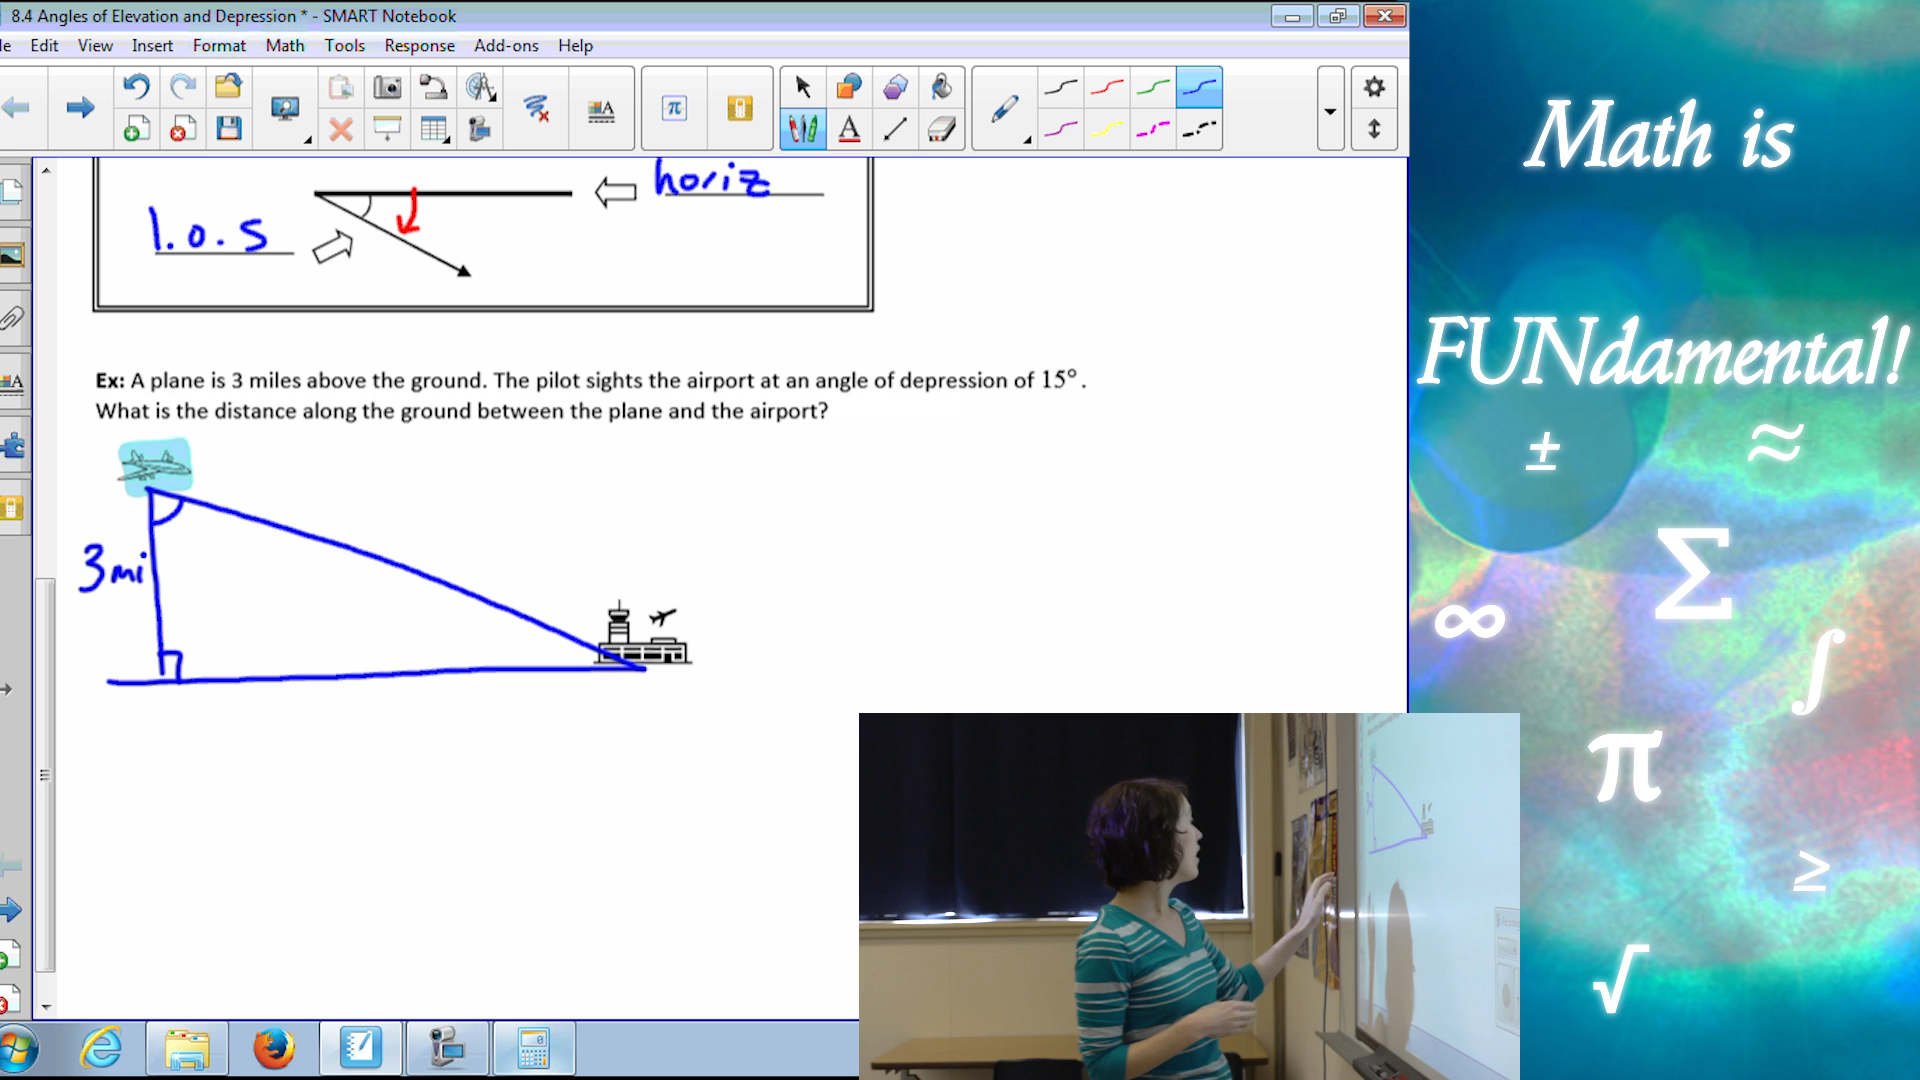 8.4 Angles of Elevation and Depression * - SMART Notebook
le Edit View Insert Format Math Tools Response Add-ons Help
horiz
l.o.s
Ex: A plane is 3 miles above the ground. The pilot sights the airport at an angle of depression of 15°.
What is the distance along the ground between the plane and the airport?
3mi
Math is
FUNdamental!
± ≈
Σ
∞
∫
π
≥
√